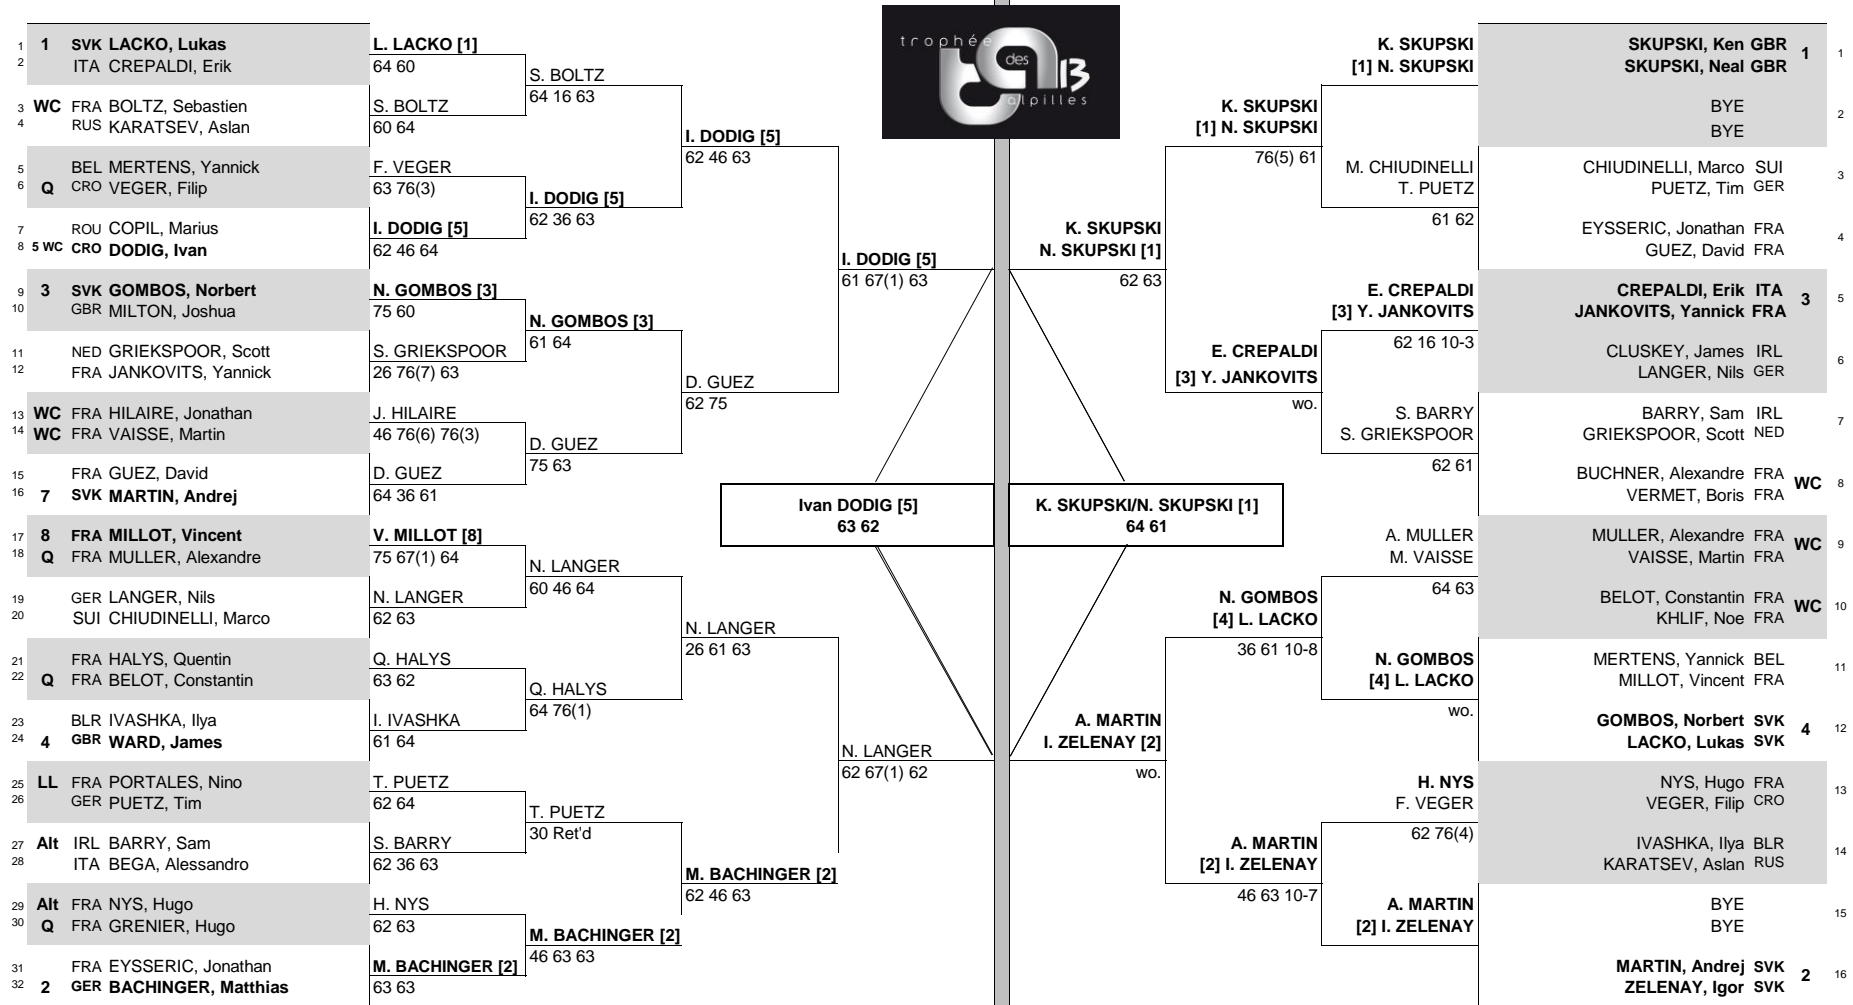 trophée
des
13
alpilles
1
1
SVK LACKO, Lukas
2
ITA CREPALDI, Erik
3
WC
FRA BOLTZ, Sebastien
4
RUS KARATSEV, Aslan
5
BEL MERTENS, Yannick
6
Q
CRO VEGER, Filip
7
ROU COPIL, Marius
8
5 WC
CRO DODIG, Ivan
9
3
SVK GOMBOS, Norbert
10
GBR MILTON, Joshua
11
NED GRIEKSPOOR, Scott
12
FRA JANKOVITS, Yannick
13
WC
FRA HILAIRE, Jonathan
14
WC
FRA VAISSE, Martin
15
FRA GUEZ, David
16
7
SVK MARTIN, Andrej
17
8
FRA MILLOT, Vincent
18
Q
FRA MULLER, Alexandre
19
GER LANGER, Nils
20
SUI CHIUDINELLI, Marco
21
FRA HALYS, Quentin
22
Q
FRA BELOT, Constantin
23
BLR IVASHKA, Ilya
24
4
GBR WARD, James
25
LL
FRA PORTALES, Nino
26
GER PUETZ, Tim
27
Alt
IRL BARRY, Sam
28
ITA BEGA, Alessandro
29
Alt
FRA NYS, Hugo
30
Q
FRA GRENIER, Hugo
31
FRA EYSSERIC, Jonathan
32
2
GER BACHINGER, Matthias
L. LACKO [1]
64 60
S. BOLTZ
60 64
F. VEGER
63 76(3)
I. DODIG [5]
62 46 64
N. GOMBOS [3]
75 60
S. GRIEKSPOOR
26 76(7) 63
J. HILAIRE
46 76(6) 76(3)
D. GUEZ
64 36 61
V. MILLOT [8]
75 67(1) 64
N. LANGER
62 63
Q. HALYS
63 62
I. IVASHKA
61 64
T. PUETZ
62 64
S. BARRY
62 36 63
H. NYS
62 63
M. BACHINGER [2]
63 63
S. BOLTZ
64 16 63
I. DODIG [5]
62 36 63
N. GOMBOS [3]
61 64
D. GUEZ
75 63
N. LANGER
60 46 64
Q. HALYS
64 76(1)
T. PUETZ
30 Ret'd
M. BACHINGER [2]
46 63 63
I. DODIG [5]
62 46 63
D. GUEZ
62 75
N. LANGER
26 61 63
M. BACHINGER [2]
62 46 63
I. DODIG [5]
61 67(1) 63
N. LANGER
62 67(1) 62
Ivan DODIG [5]
63 62
K. SKUPSKI/N. SKUPSKI [1]
64 61
K. SKUPSKI
N. SKUPSKI [1]
62 63
A. MARTIN
I. ZELENAY [2]
wo.
K. SKUPSKI
[1] N. SKUPSKI
76(5) 61
E. CREPALDI
[3] Y. JANKOVITS
wo.
N. GOMBOS
[4] L. LACKO
36 61 10-8
A. MARTIN
[2] I. ZELENAY
46 63 10-7
K. SKUPSKI
[1] N. SKUPSKI
M. CHIUDINELLI
T. PUETZ
61 62
E. CREPALDI
[3] Y. JANKOVITS
62 16 10-3
S. BARRY
S. GRIEKSPOOR
62 61
A. MULLER
M. VAISSE
64 63
N. GOMBOS
[4] L. LACKO
wo.
H. NYS
F. VEGER
62 76(4)
A. MARTIN
[2] I. ZELENAY
SKUPSKI, Ken GBR
SKUPSKI, Neal GBR
1
1
BYE
BYE
2
CHIUDINELLI, Marco SUI
PUETZ, Tim GER
3
EYSSERIC, Jonathan FRA
GUEZ, David FRA
4
CREPALDI, Erik ITA
JANKOVITS, Yannick FRA
3
5
CLUSKEY, James IRL
LANGER, Nils GER
6
BARRY, Sam IRL
GRIEKSPOOR, Scott NED
7
BUCHNER, Alexandre FRA
VERMET, Boris FRA
WC
8
MULLER, Alexandre FRA
VAISSE, Martin FRA
WC
9
BELOT, Constantin FRA
KHLIF, Noe FRA
WC
10
MERTENS, Yannick BEL
MILLOT, Vincent FRA
11
GOMBOS, Norbert SVK
LACKO, Lukas SVK
4
12
NYS, Hugo FRA
VEGER, Filip CRO
13
IVASHKA, Ilya BLR
KARATSEV, Aslan RUS
14
BYE
BYE
15
MARTIN, Andrej SVK
ZELENAY, Igor SVK
2
16